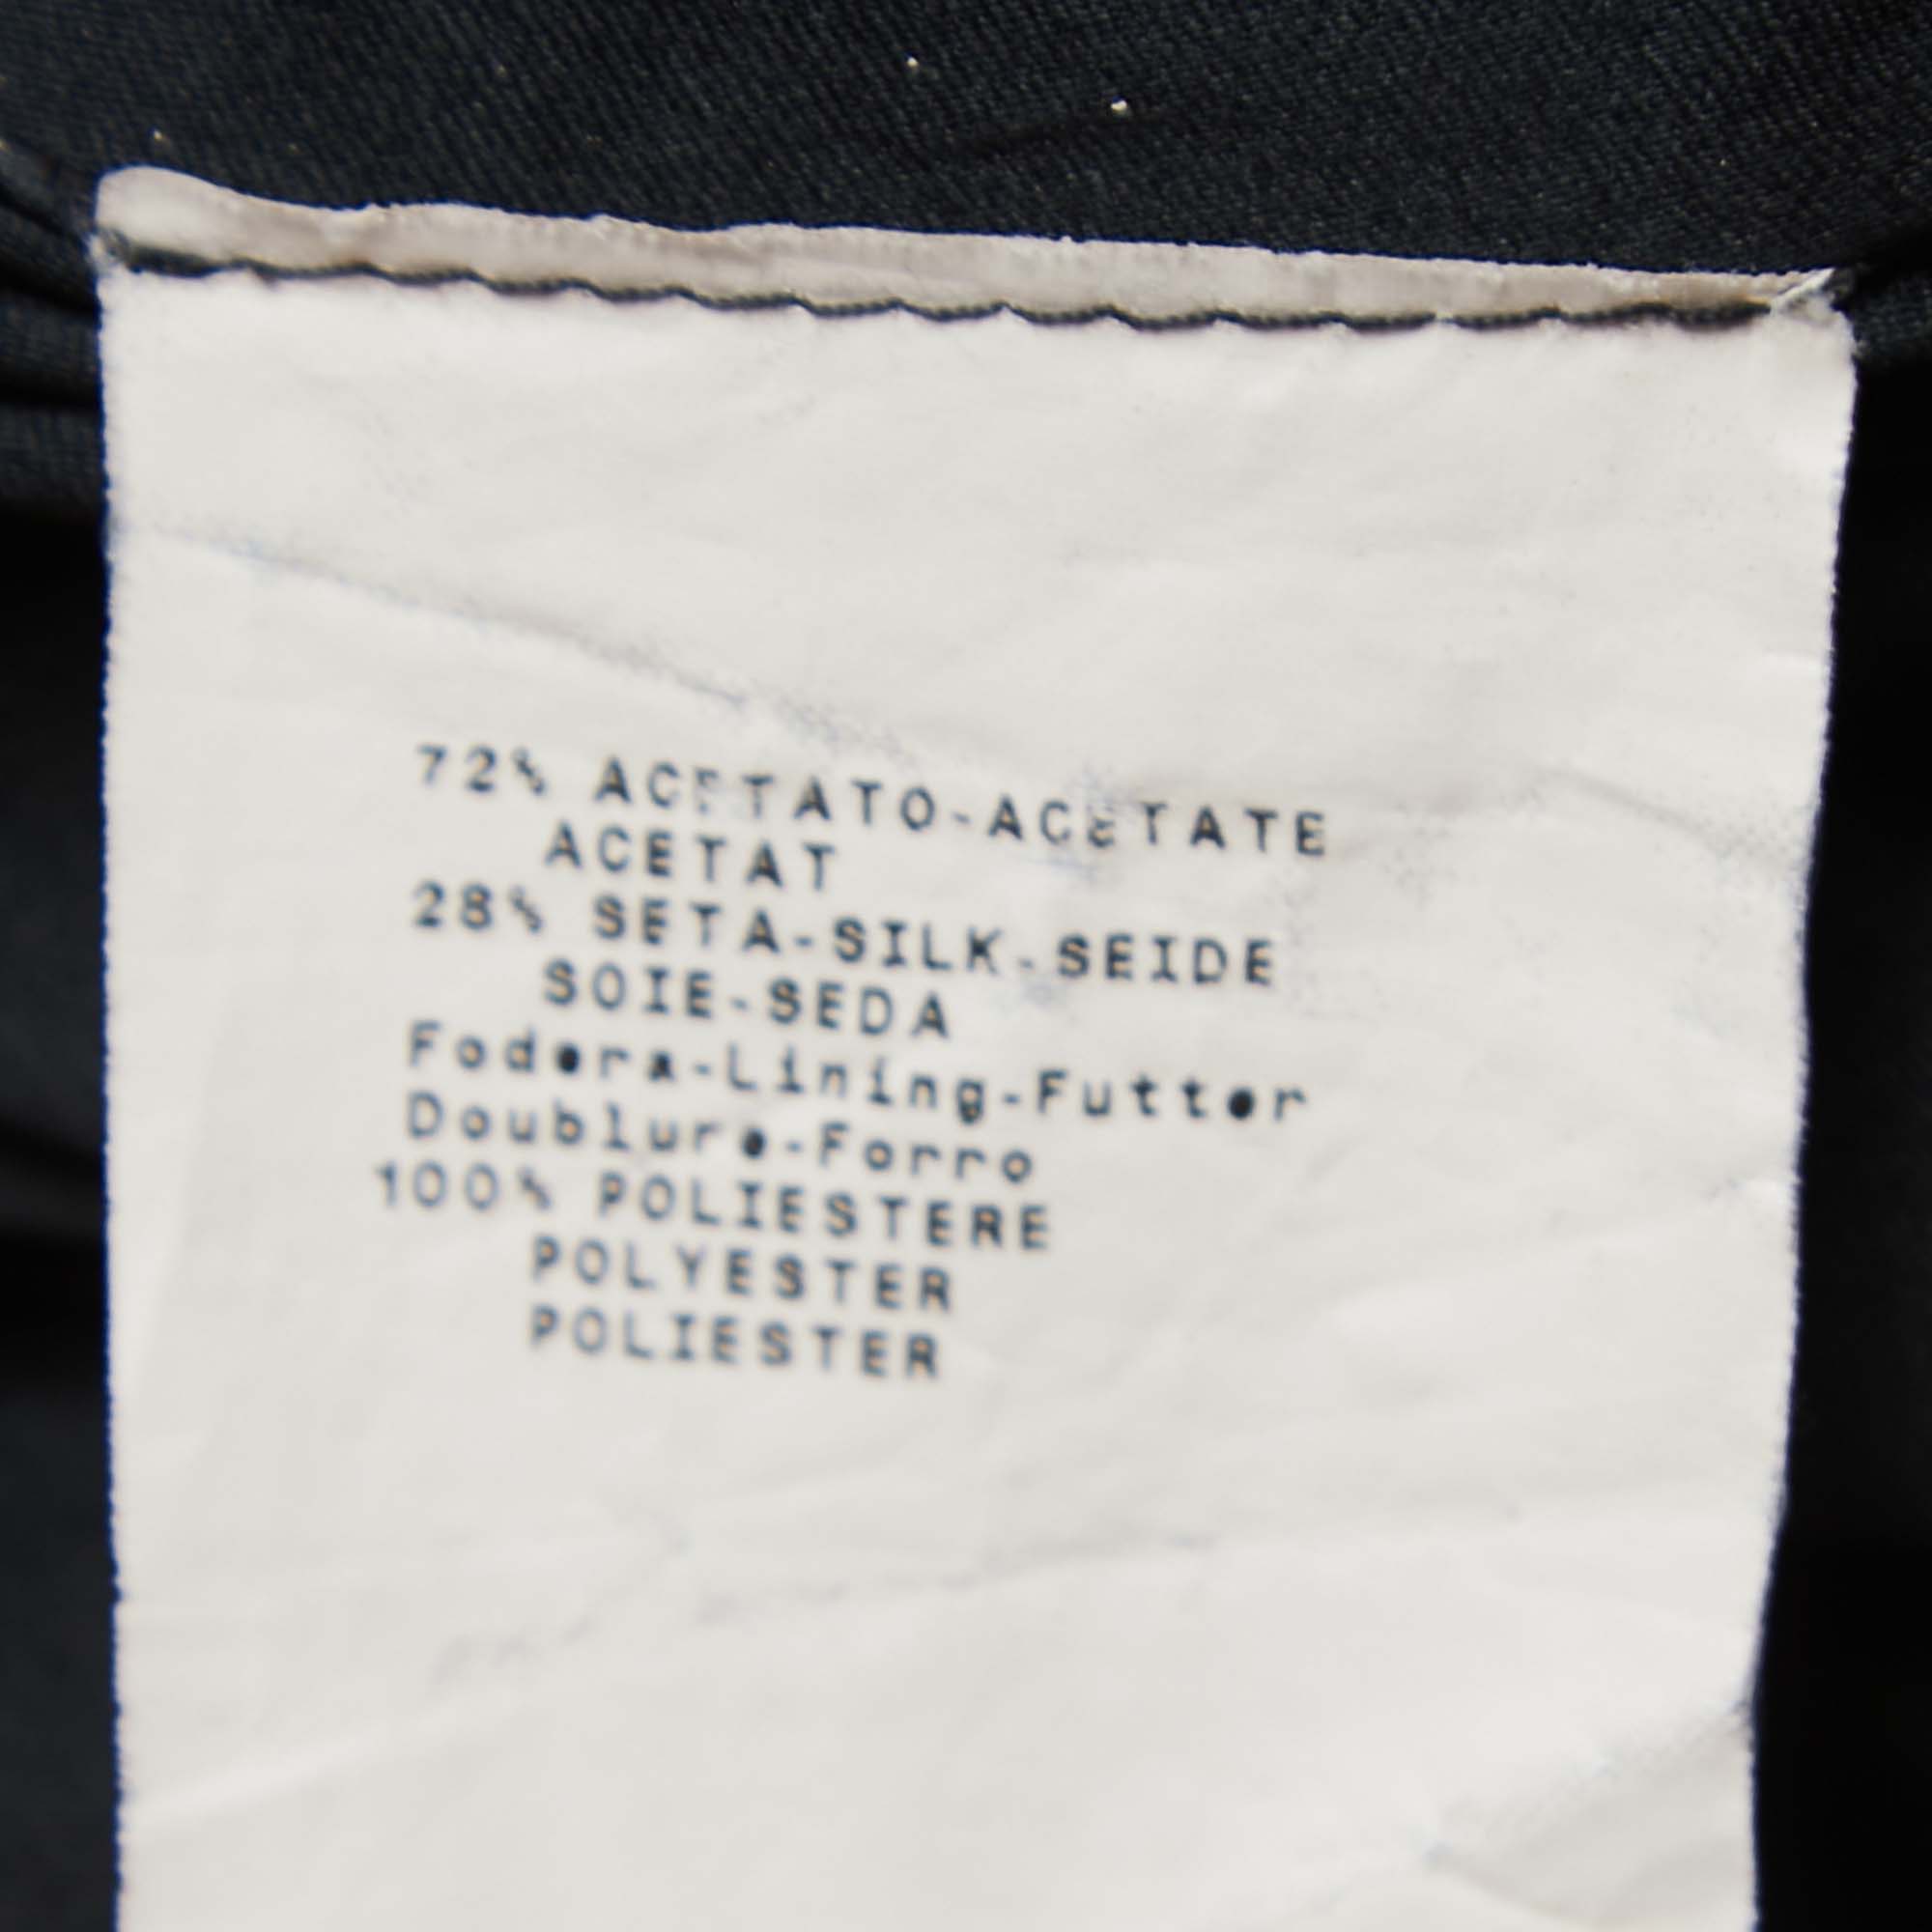 72% ACETATO-ACETATE
ACETAT
28% SETA-SILK-SEIDE
SOIE-SEDA
Fodera-Lining-Futter
Doublure-Forro
100% POLIESTERE
POLYESTER
POLIESTER